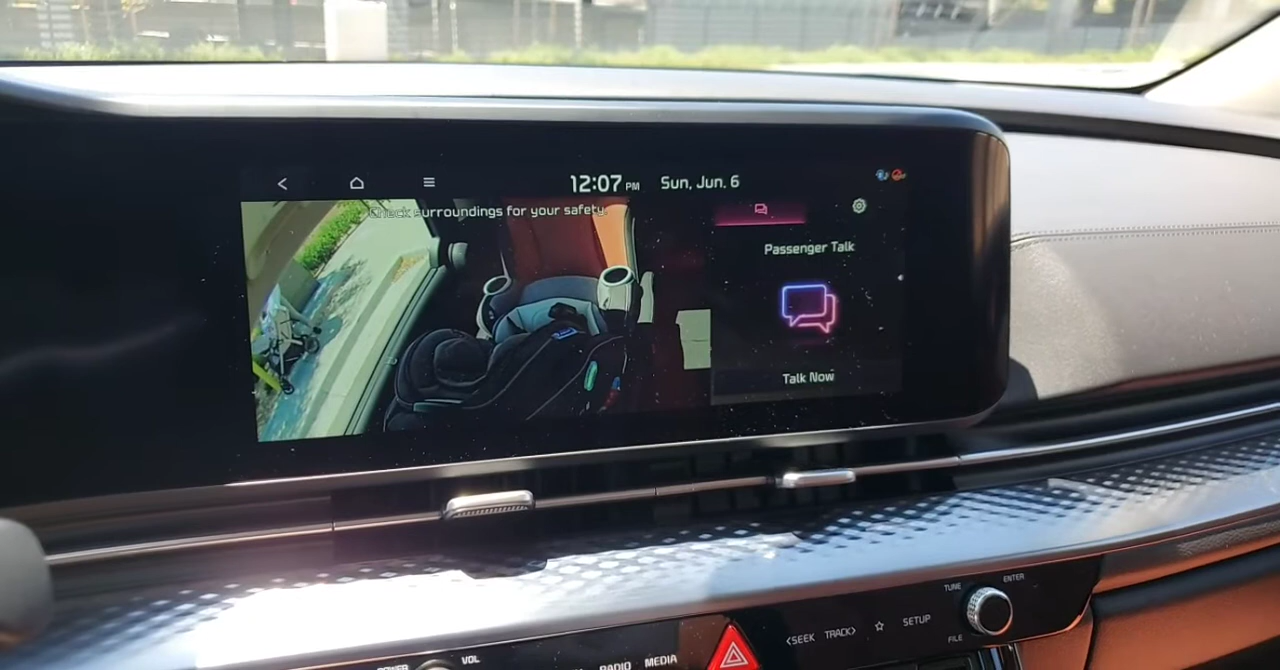 12:07 PM Sun, Jun. 6
Check surroundings for your safety.
Passenger Talk
Talk Now
TUNE
ENTER
<SEEK TRACK>
☆
SETUP
FILE
POWER
VOL
RADIO
MEDIA